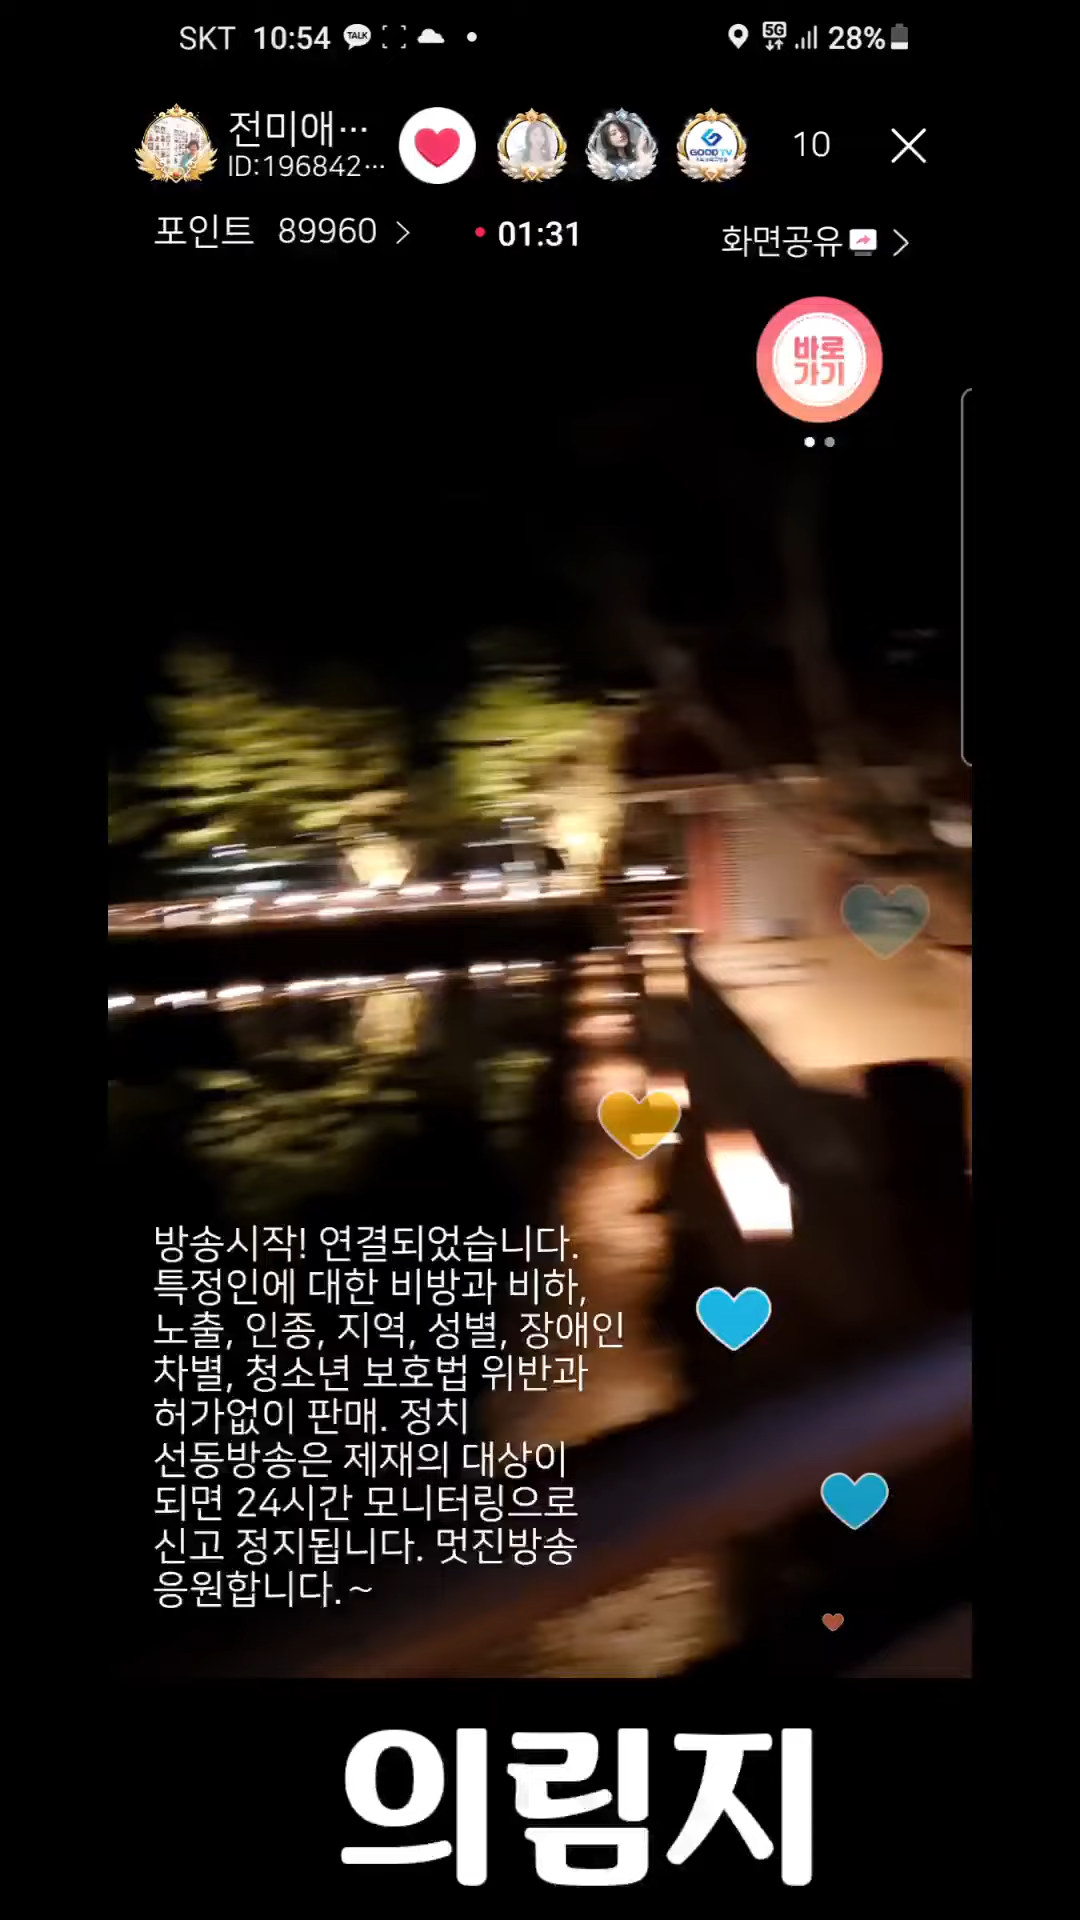 SKT 10:54 TALK 5G 28%
전미애… 10
ID:196842…
GOOD TV
포인트 89960 > 01:31 화면공유 >
바로
가기
방송시작! 연결되었습니다.
특정인에 대한 비방과 비하,
노출, 인종, 지역, 성별, 장애인
차별, 청소년 보호법 위반과
허가없이 판매. 정치
선동방송은 제재의 대상이
되면 24시간 모니터링으로
신고 정지됩니다. 멋진방송
응원합니다.~
의림지